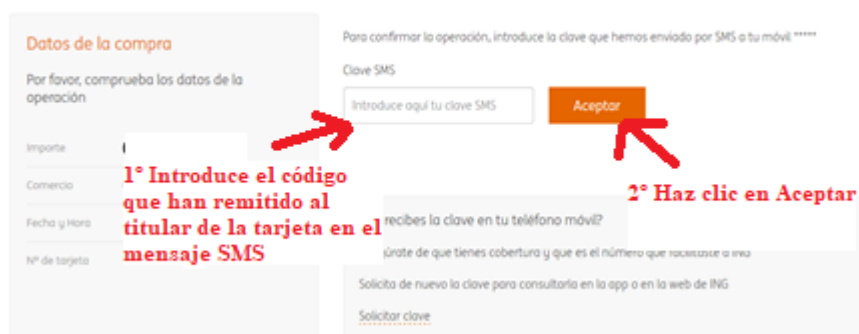 Datos de la compra
Por favor, comprueba los datos de la
operación
Importe
Comercio
Fecha y Hora
Nº de tarjeta
1º Introduce el código
que han remitido al
titular de la tarjeta en el
mensaje SMS
Para confirmar la operación, introduce la clave que hemos enviado por SMS a tu móvil *****
Clave SMS
Introduce aquí tu clave SMS
Aceptar
2º Haz clic en Aceptar
recibes la clave en tu teléfono móvil?
úrate de que tienes cobertura y que es el número que facilitaste a ING
Solicita de nuevo la clave para consultarla en la app o en la web de ING
Solicitar clave